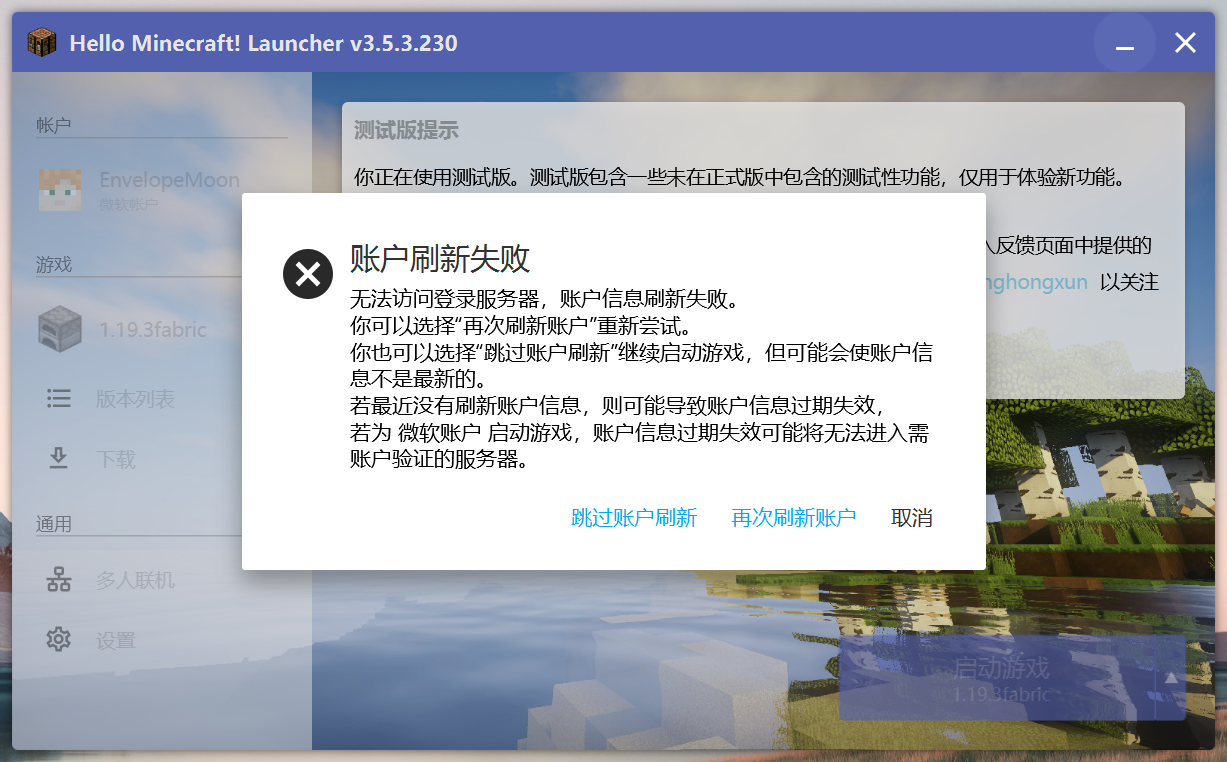 Hello Minecraft! Launcher v3.5.3.230
帐户
EnvelopeMoon
微软帐户
游戏
1.19.3fabric
版本列表
下载
通用
多人联机
设置
测试版提示
你正在使用测试版。测试版包含一些未在正式版中包含的测试性功能，仅用于体验新功能。
反馈页面中提供的
nghongxun 以关注
账户刷新失败
无法访问登录服务器，账户信息刷新失败。
你可以选择“再次刷新账户”重新尝试。
你也可以选择“跳过账户刷新”继续启动游戏，但可能会使账户信
息不是最新的。
若最近没有刷新账户信息，则可能导致账户信息过期失效，
若为 微软账户 启动游戏，账户信息过期失效可能将无法进入需
账户验证的服务器。
跳过账户刷新 再次刷新账户 取消
启动游戏
1.19.3fabric